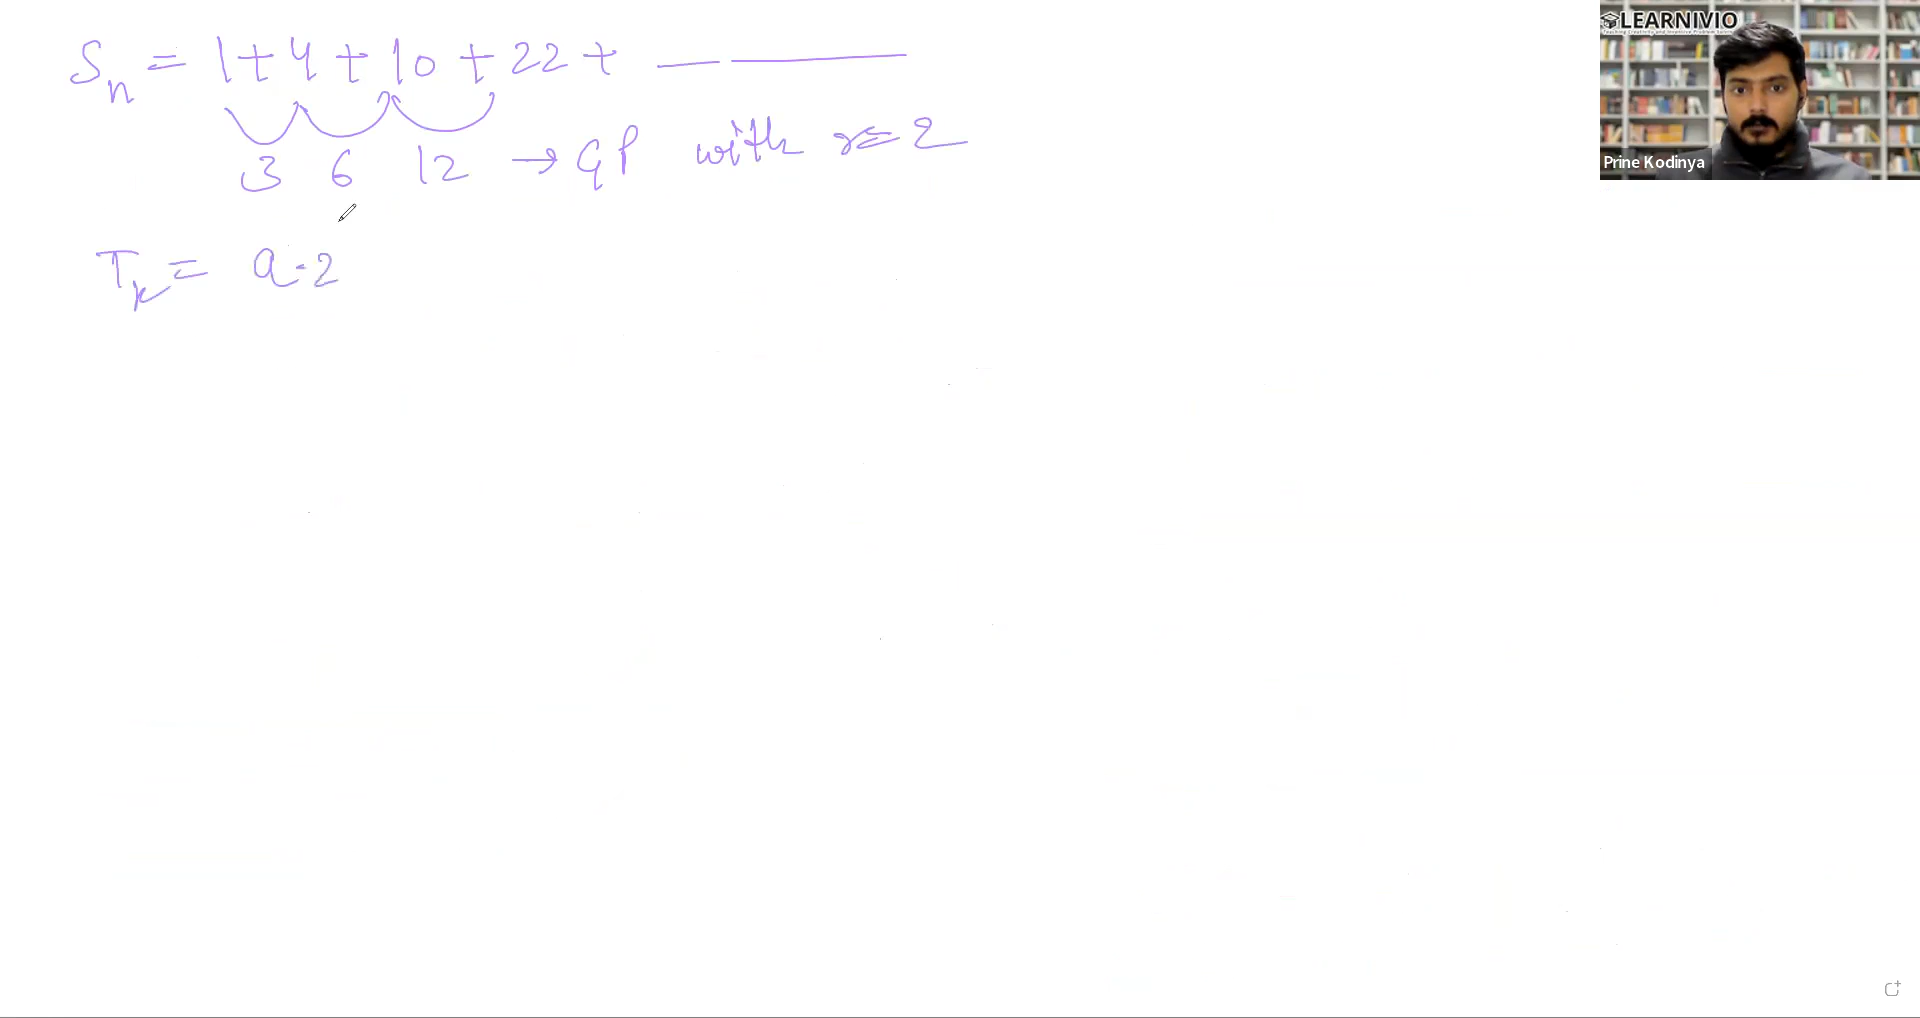 Sn = 1 + 4 + 10 + 22 + — ——
3 6 12 → GP with r = 2
Tk = a·2
LEARNIVIO
Prine Kodinya